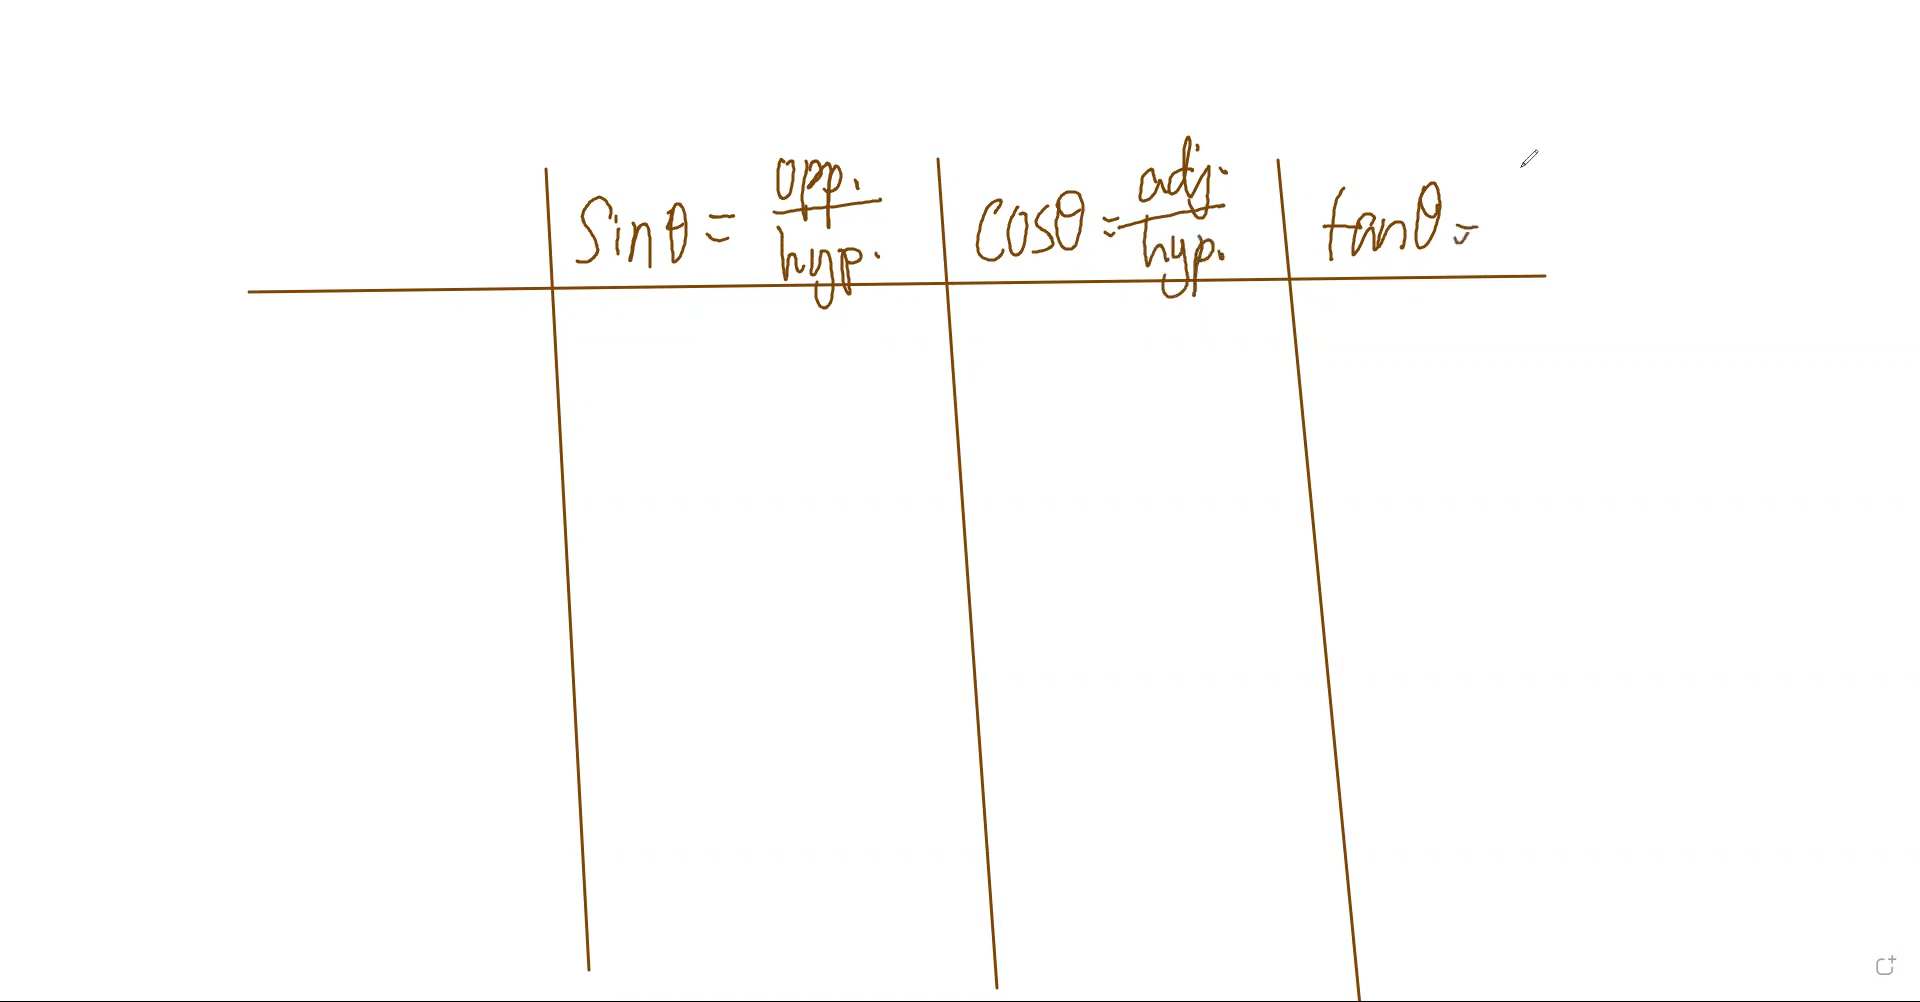 Sinθ = opp./hyp. cosθ = adj./hyp. tanθ =